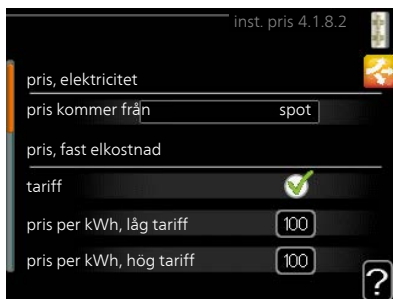 inst. pris 4.1.8.2
pris, elektricitet
pris kommer från spot
pris, fast elkostnad
tariff
pris per kWh, låg tariff 100
pris per kWh, hög tariff 100
?